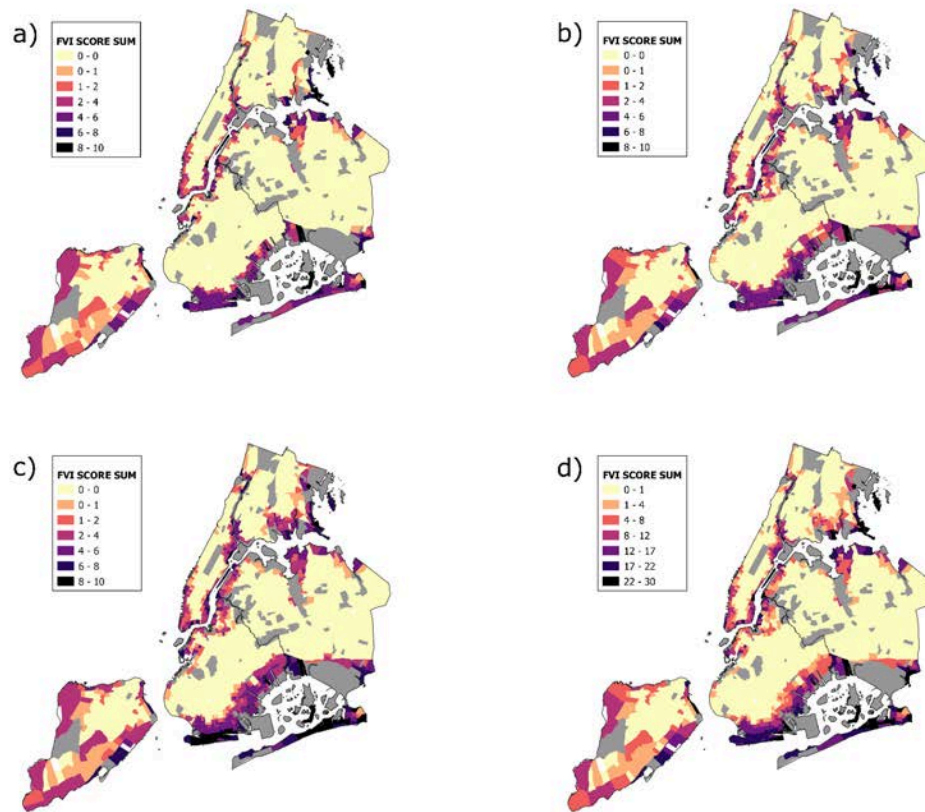 a)
FVI SCORE SUM
0 - 0
0 - 1
1 - 2
2 - 4
4 - 6
6 - 8
8 - 10
b)
FVI SCORE SUM
0 - 0
0 - 1
1 - 2
2 - 4
4 - 6
6 - 8
8 - 10
c)
FVI SCORE SUM
0 - 0
0 - 1
1 - 2
2 - 4
4 - 6
6 - 8
8 - 10
d)
FVI SCORE SUM
0 - 1
1 - 4
4 - 8
8 - 12
12 - 17
17 - 22
22 - 30